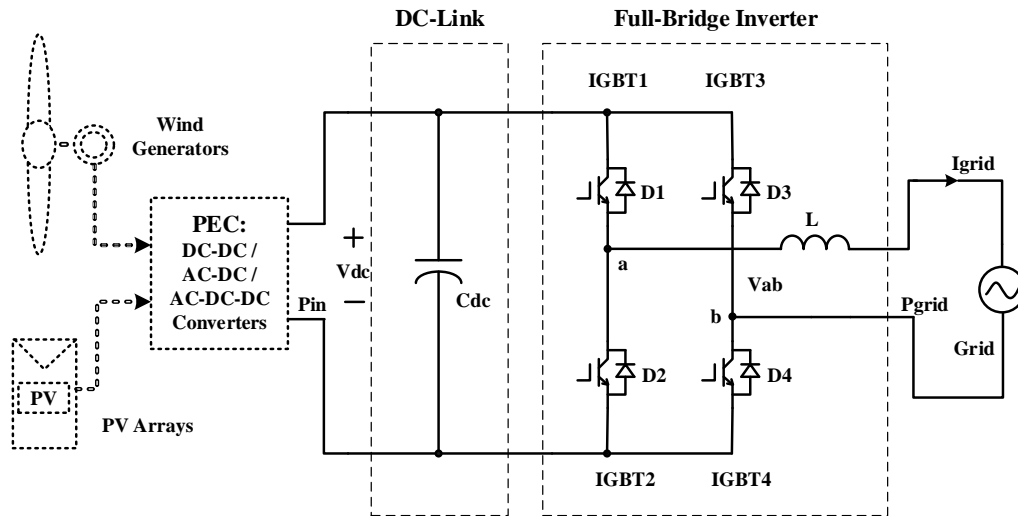 DC-Link
Full-Bridge Inverter
IGBT1
IGBT3
Wind
Generators
Igrid
D1
D3
PEC:
DC-DC /
AC-DC /
AC-DC-DC
Converters
L
+
Vdc
−
a
Vab
Cdc
Pin
b
Pgrid
Grid
D2
D4
PV
PV Arrays
IGBT2
IGBT4